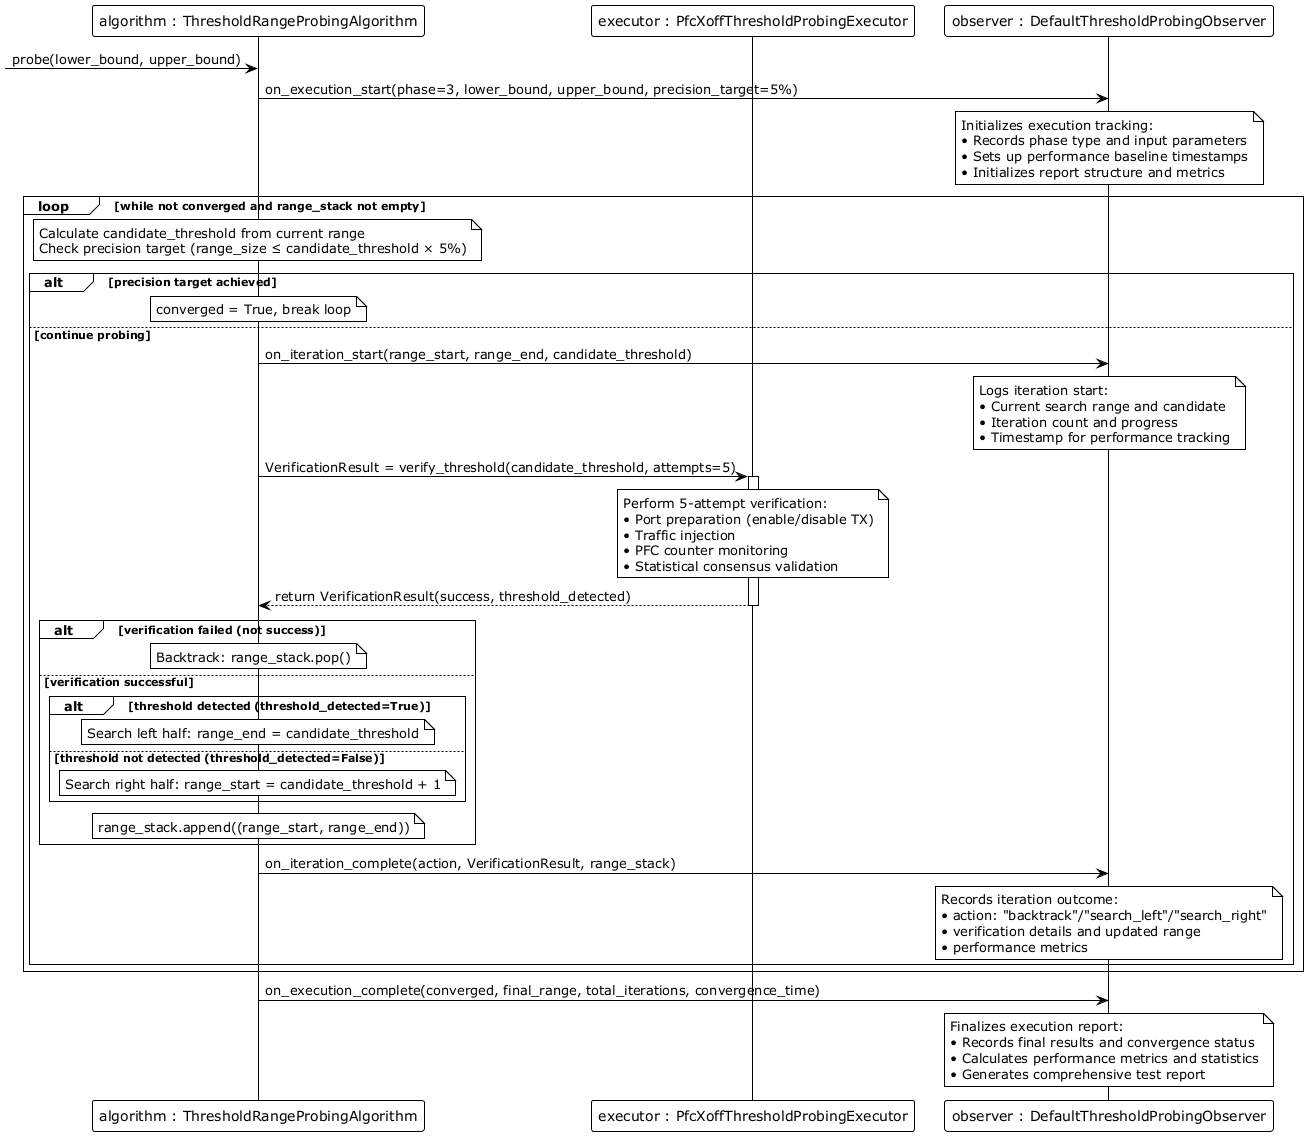 algorithm : ThresholdRangeProbingAlgorithm
executor : PfcXoffThresholdProbingExecutor
observer : DefaultThresholdProbingObserver
probe(lower_bound, upper_bound)
on_execution_start(phase=3, lower_bound, upper_bound, precision_target=5%)
Initializes execution tracking:
• Records phase type and input parameters
• Sets up performance baseline timestamps
• Initializes report structure and metrics
loop [while not converged and range_stack not empty]
Calculate candidate_threshold from current range
Check precision target (range_size ≤ candidate_threshold × 5%)
alt [precision target achieved]
converged = True, break loop
[continue probing]
on_iteration_start(range_start, range_end, candidate_threshold)
Logs iteration start:
• Current search range and candidate
• Iteration count and progress
• Timestamp for performance tracking
VerificationResult = verify_threshold(candidate_threshold, attempts=5)
Perform 5-attempt verification:
• Port preparation (enable/disable TX)
• Traffic injection
• PFC counter monitoring
• Statistical consensus validation
return VerificationResult(success, threshold_detected)
alt [verification failed (not success)]
Backtrack: range_stack.pop()
[verification successful]
alt [threshold detected (threshold_detected=True)]
Search left half: range_end = candidate_threshold
[threshold not detected (threshold_detected=False)]
Search right half: range_start = candidate_threshold + 1
range_stack.append((range_start, range_end))
on_iteration_complete(action, VerificationResult, range_stack)
Records iteration outcome:
• action: "backtrack"/"search_left"/"search_right"
• verification details and updated range
• performance metrics
on_execution_complete(converged, final_range, total_iterations, convergence_time)
Finalizes execution report:
• Records final results and convergence status
• Calculates performance metrics and statistics
• Generates comprehensive test report
algorithm : ThresholdRangeProbingAlgorithm
executor : PfcXoffThresholdProbingExecutor
observer : DefaultThresholdProbingObserver